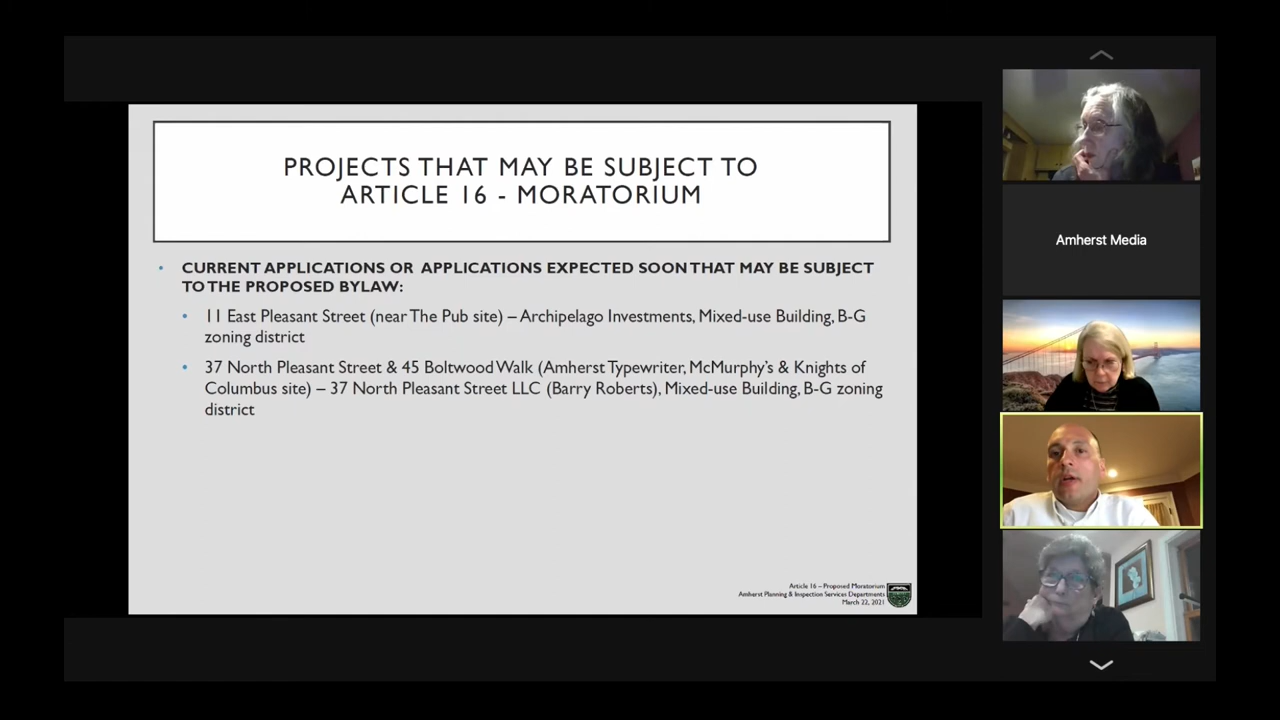 PROJECTS THAT MAY BE SUBJECT TO
ARTICLE 16 - MORATORIUM
• CURRENT APPLICATIONS OR APPLICATIONS EXPECTED SOON THAT MAY BE SUBJECT
TO THE PROPOSED BYLAW:
• 11 East Pleasant Street (near The Pub site) – Archipelago Investments, Mixed-use Building, B-G
zoning district
• 37 North Pleasant Street & 45 Boltwood Walk (Amherst Typewriter, McMurphy's & Knights of
Columbus site) – 37 North Pleasant Street LLC (Barry Roberts), Mixed-use Building, B-G zoning
district
Article 16 – Proposed Moratorium
Amherst Planning & Inspection Services Departments
March 22, 2021
Amherst Media